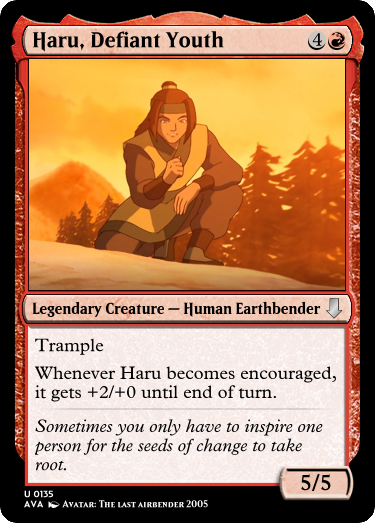 Haru, Defiant Youth 4
Legendary Creature — Human Earthbender
Trample
Whenever Haru becomes encouraged,
it gets +2/+0 until end of turn.
Sometimes you only have to inspire one
person for the seeds of change to take
root.
5/5
U 0135
AVA Avatar: The last airbender 2005